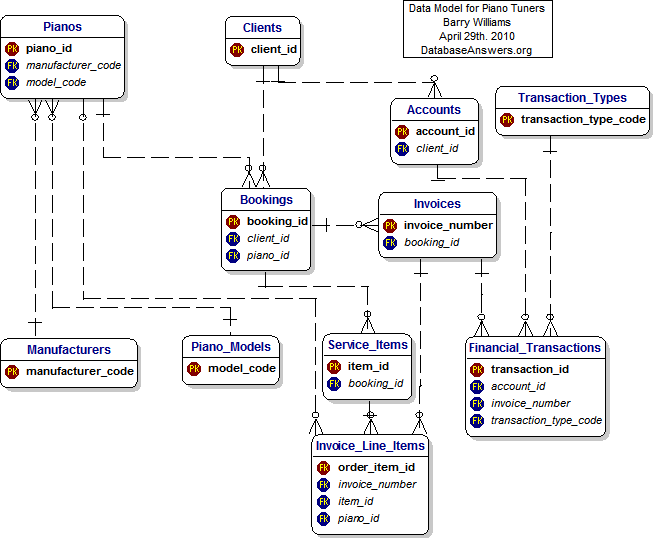 Data Model for Piano Tuners
Barry Williams
April 29th. 2010
DatabaseAnswers.org
Pianos
PK piano_id
FK manufacturer_code
FK model_code
Clients
PK client_id
Accounts
PK account_id
FK client_id
Transaction_Types
PK transaction_type_code
Bookings
PK booking_id
FK client_id
FK piano_id
Invoices
PK invoice_number
FK booking_id
Manufacturers
PK manufacturer_code
Piano_Models
PK model_code
Service_Items
PK item_id
FK booking_id
Financial_Transactions
PK transaction_id
FK account_id
FK invoice_number
FK transaction_type_code
Invoice_Line_Items
PK order_item_id
FK invoice_number
FK item_id
FK piano_id